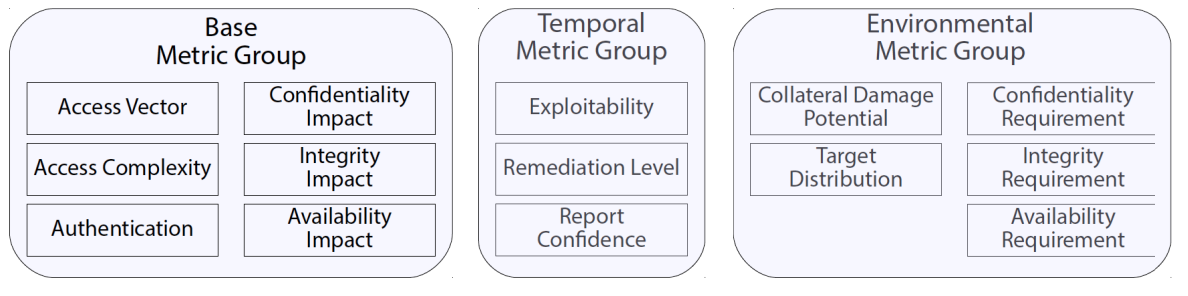 Base
Metric Group
Access Vector
Confidentiality
Impact
Access Complexity
Integrity
Impact
Authentication
Availability
Impact
Temporal
Metric Group
Exploitability
Remediation Level
Report
Confidence
Environmental
Metric Group
Collateral Damage
Potential
Confidentiality
Requirement
Target
Distribution
Integrity
Requirement
Availability
Requirement